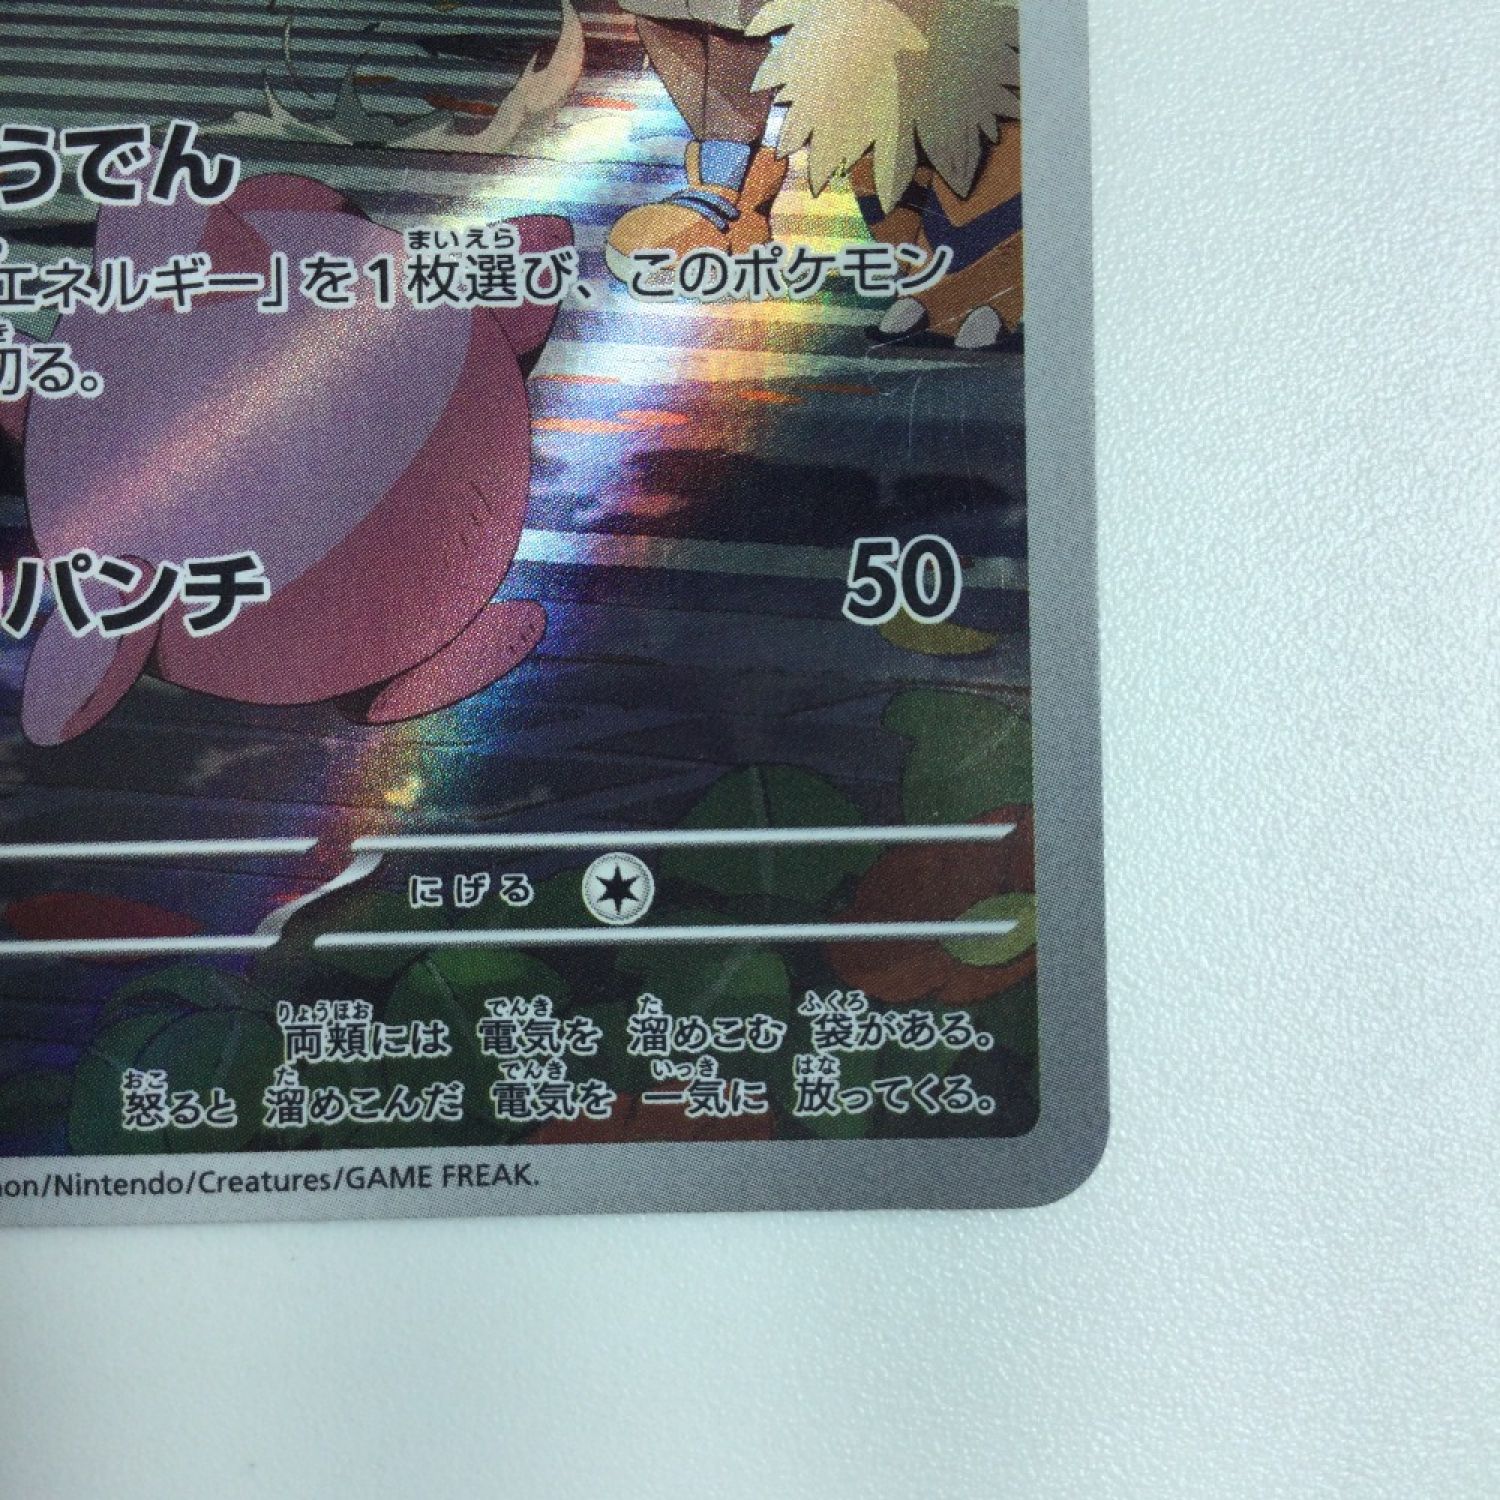 うでん
エネルギー」を1枚選び、このポケモン
まいえら
切る。
パンチ 50
にげる
両頬には 電気を 溜めこむ 袋がある。
りょうほお でんき た ふくろ
怒ると 溜めこんだ 電気を 一気に 放ってくる。
おこ た でんき いっき はな
mon/Nintendo/Creatures/GAME FREAK.